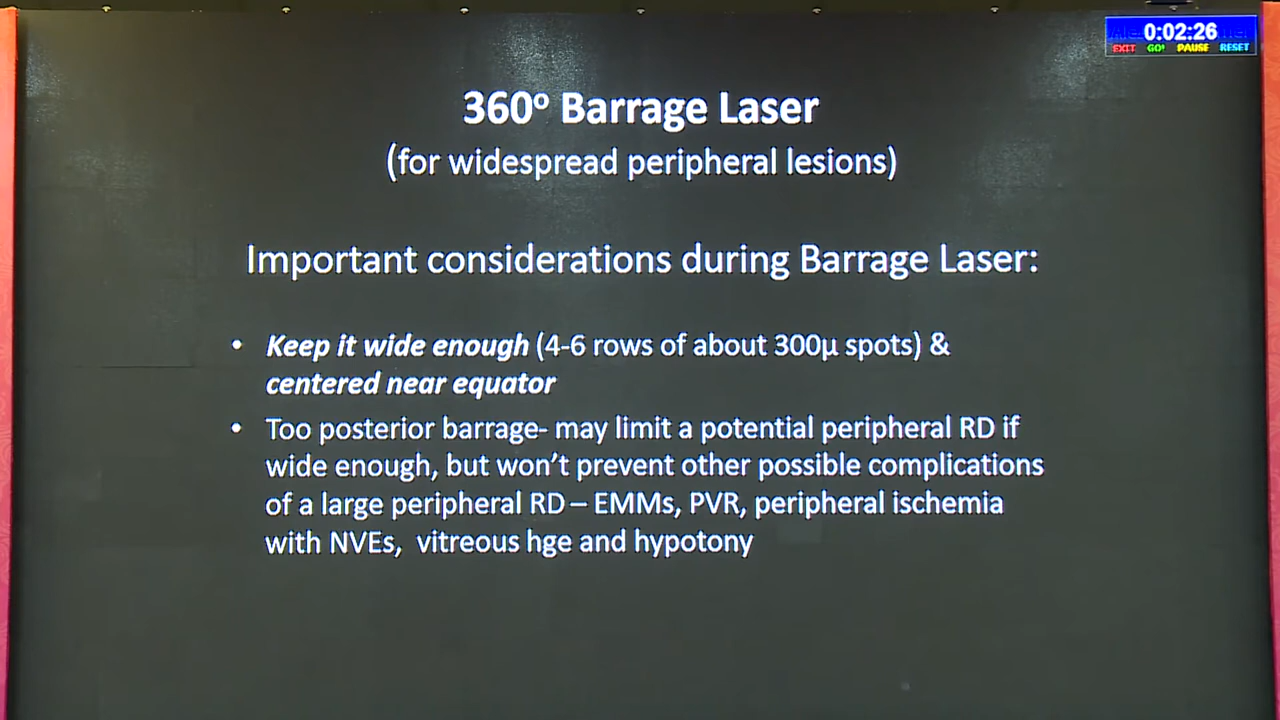 0:02:26
EXIT GO! PAUSE RESET
360º Barrage Laser
(for widespread peripheral lesions)
Important considerations during Barrage Laser:
• Keep it wide enough (4-6 rows of about 300µ spots) &
centered near equator
• Too posterior barrage- may limit a potential peripheral RD if
wide enough, but won't prevent other possible complications
of a large peripheral RD – EMMs, PVR, peripheral ischemia
with NVEs, vitreous hge and hypotony